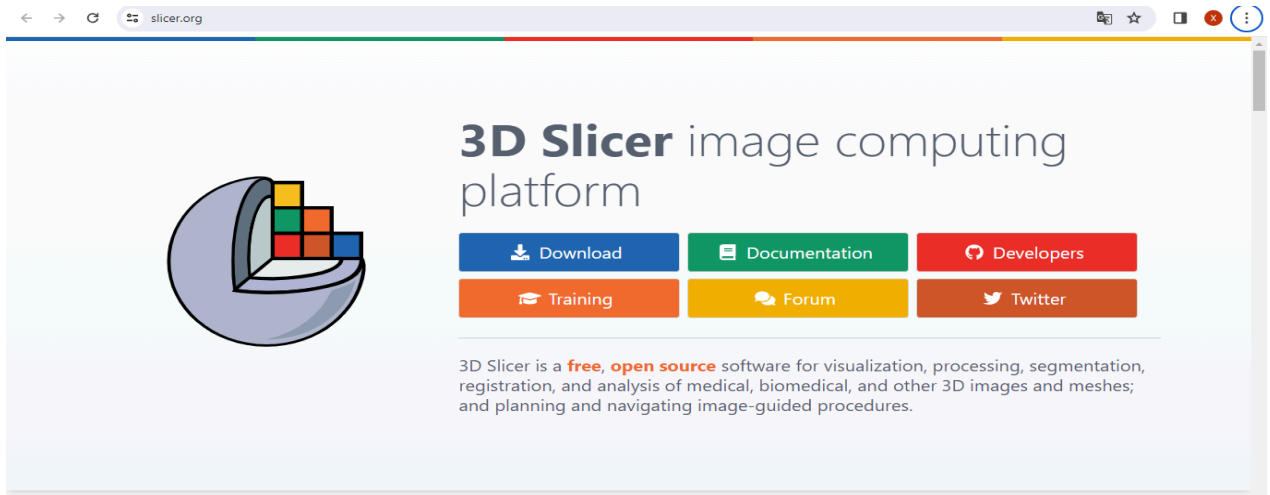 slicer.org
X
3D Slicer image computing
platform
Download
Documentation
Developers
Training
Forum
Twitter
3D Slicer is a free, open source software for visualization, processing, segmentation,
registration, and analysis of medical, biomedical, and other 3D images and meshes;
and planning and navigating image-guided procedures.